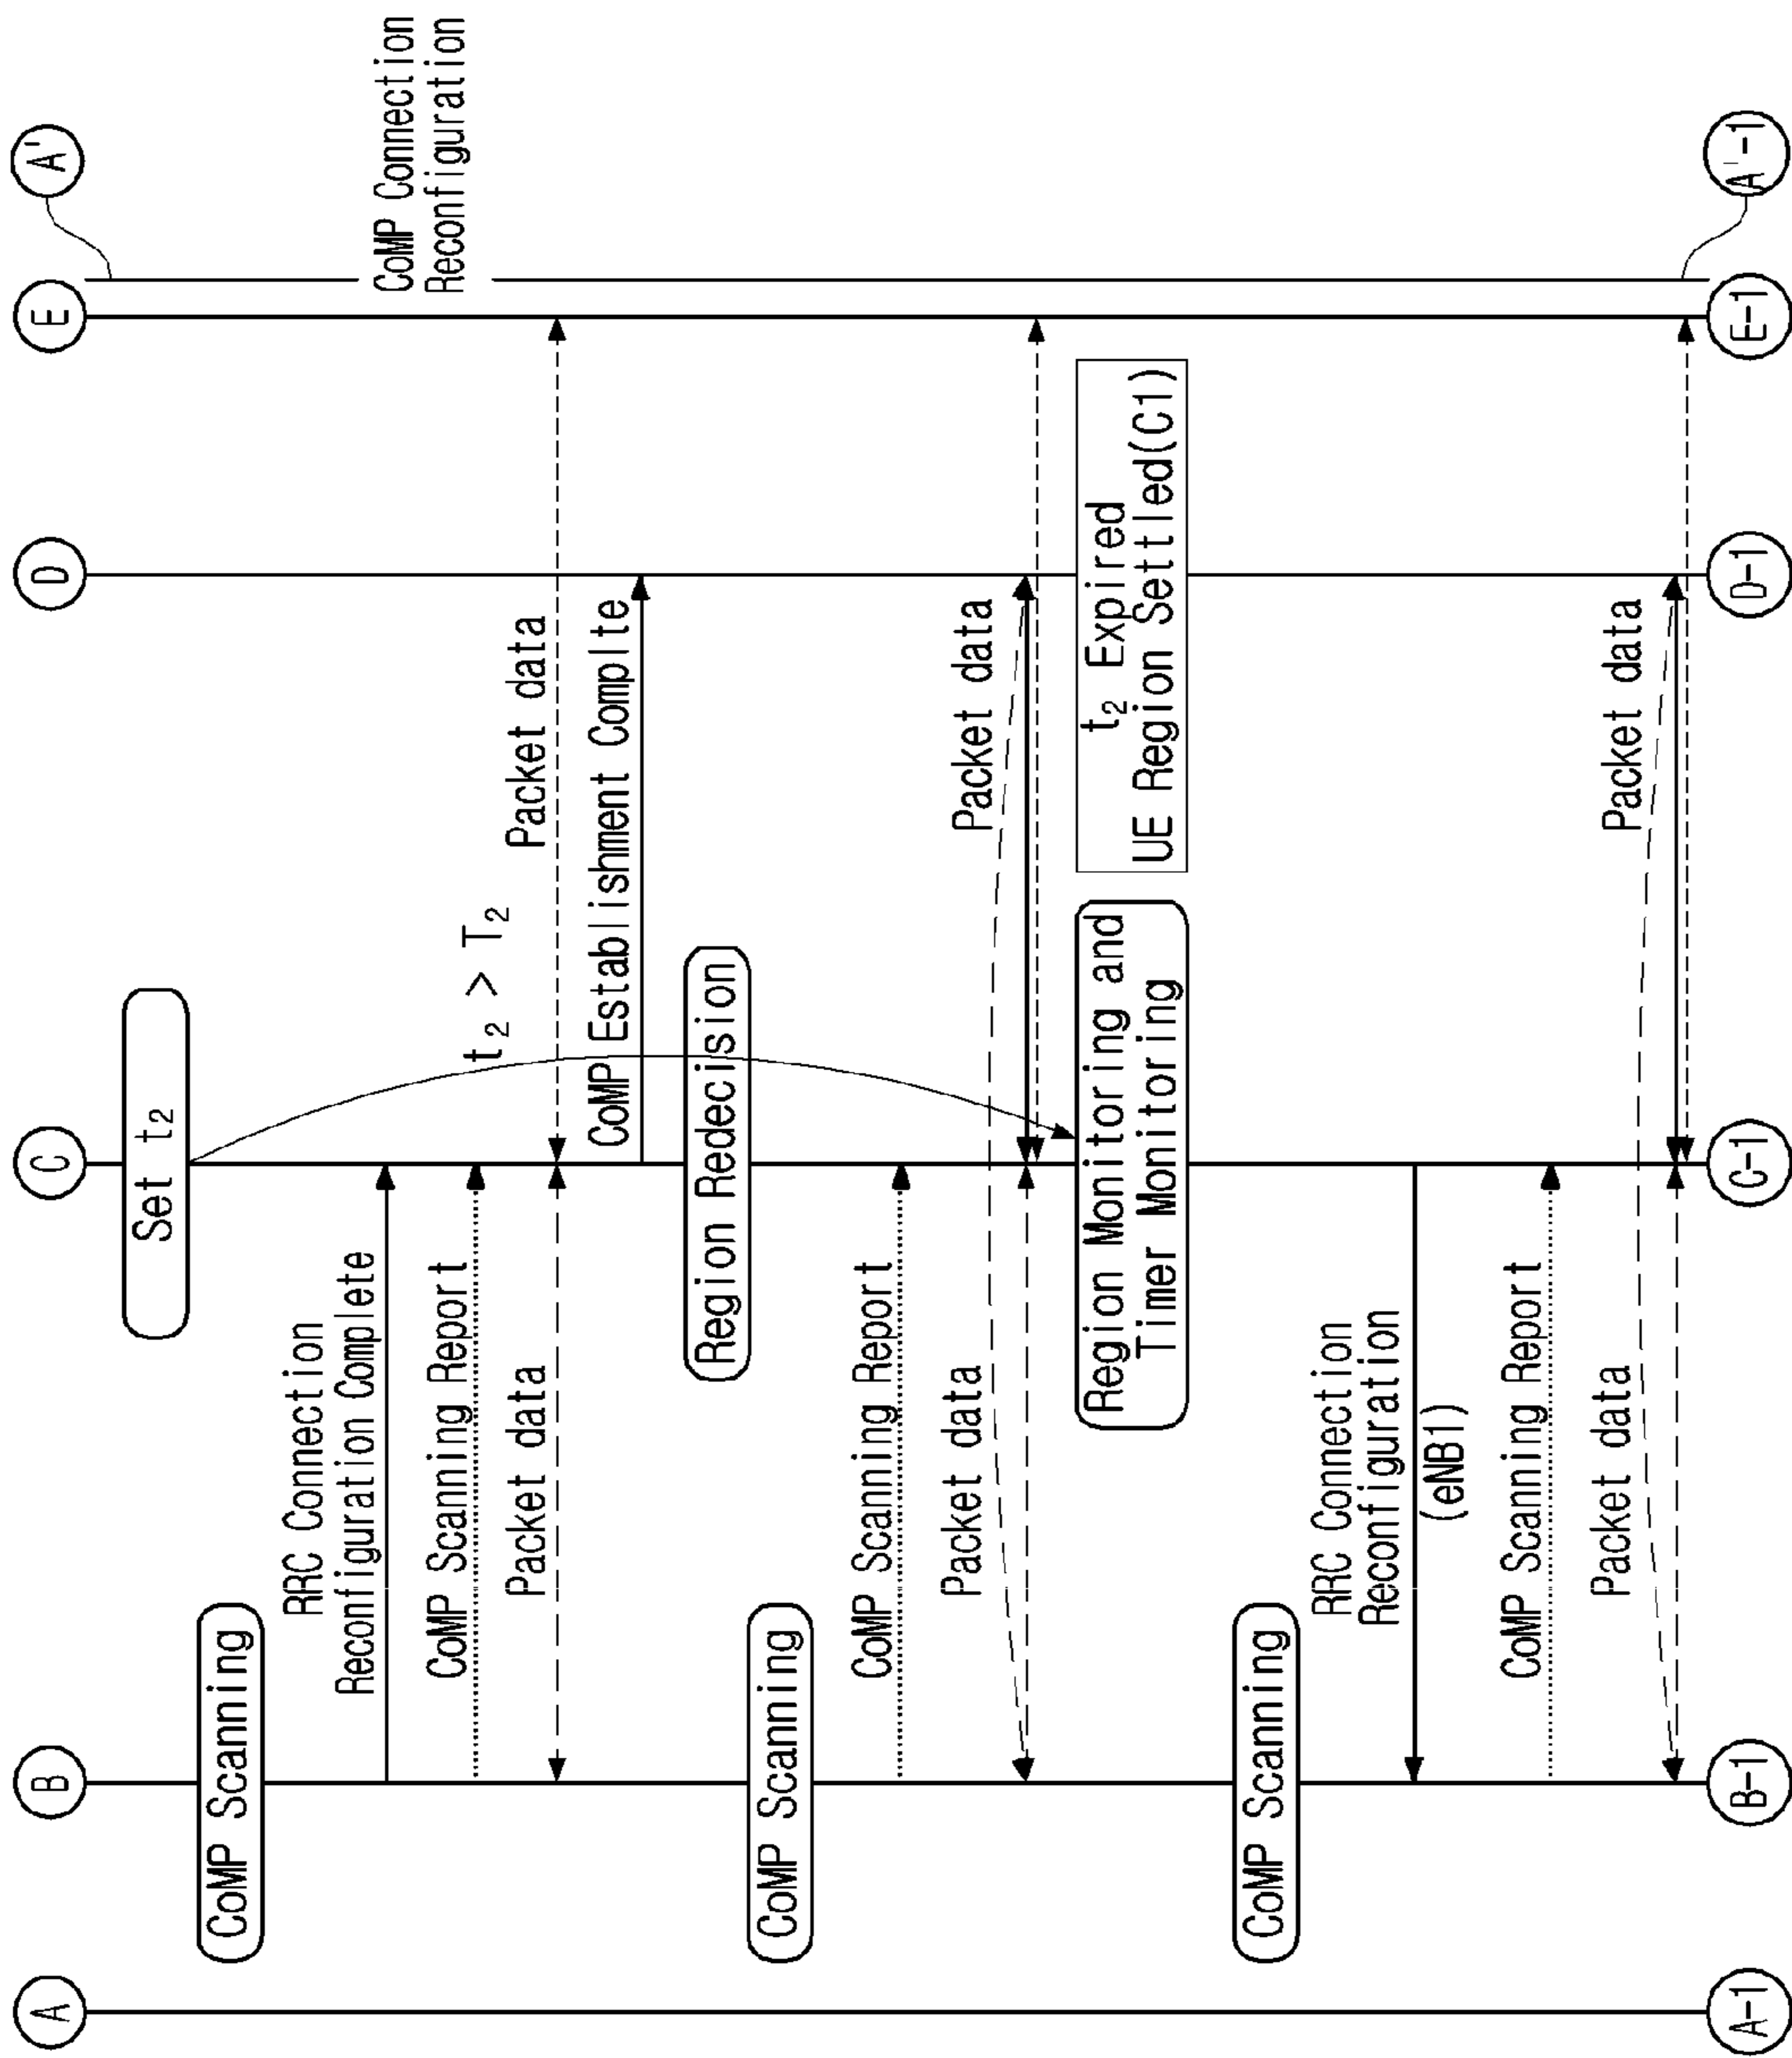 A
B
C
D
E
A'
Set t₂
CoMP Scanning
RRC Connection
Reconfiguration Complete
CoMP Connection
Reconfiguration
CoMP Scanning Report
t₂ > T₂
Packet data
Packet data
CoMP Establishment Complite
Region Redecision
CoMP Scanning
CoMP Scanning Report
Packet data
Packet data
Region Monitoring and
Timer Monitoring
t₂ Expired
UE Region Settled(C1)
CoMP Scanning
RRC Connection
Reconfiguration
(eNB1)
CoMP Scanning Report
Packet data
Packet data
A-1
B-1
C-1
D-1
E-1
A'-1